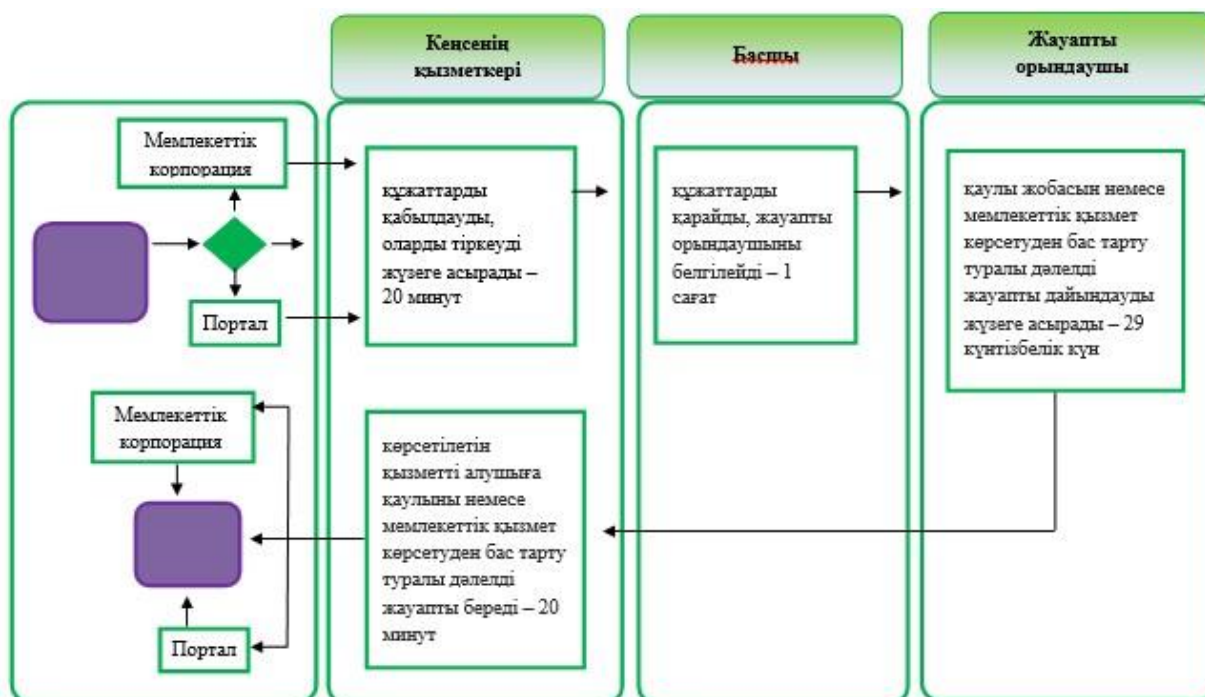 Кеңсенің
қызметкері
Басшы
Жауапты
орындаушы
Мемлекеттік
корпорация
Портал
құжаттарды
қабылдауды,
оларды тіркеуді
жүзеге асырады –
20 минут
құжаттарды
қарайды, жауапты
орындаушыны
белгілейді – 1
сағат
қаулы жобасын немесе
мемлекеттік қызмет
көрсетуден бас тарту
туралы дәлелді
жауапты дайындауды
жүзеге асырады – 29
күнтізбелік күн
Мемлекеттік
корпорация
Портал
көрсетілетін
қызметті алушыға
қаулыны немесе
мемлекеттік қызмет
көрсетуден бас тарту
туралы дәлелді
жауапты береді – 20
минут